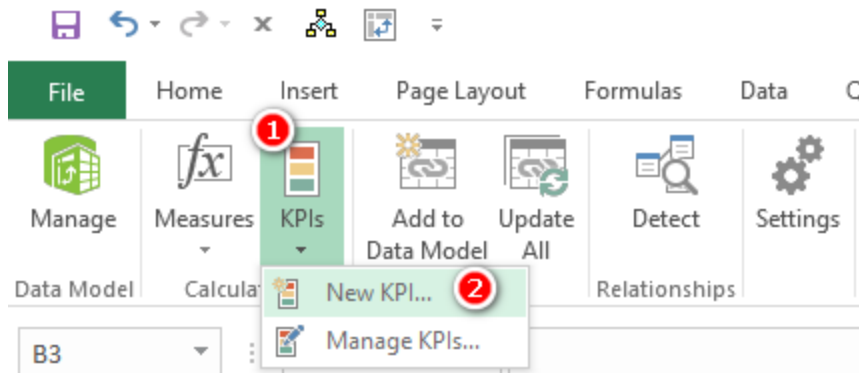 File Home Insert Page Layout Formulas Data
1
Manage Measures KPIs Add to Data Model Update All Detect Settings
Data Model Relationships
New KPI... 2
Manage KPIs...
B3